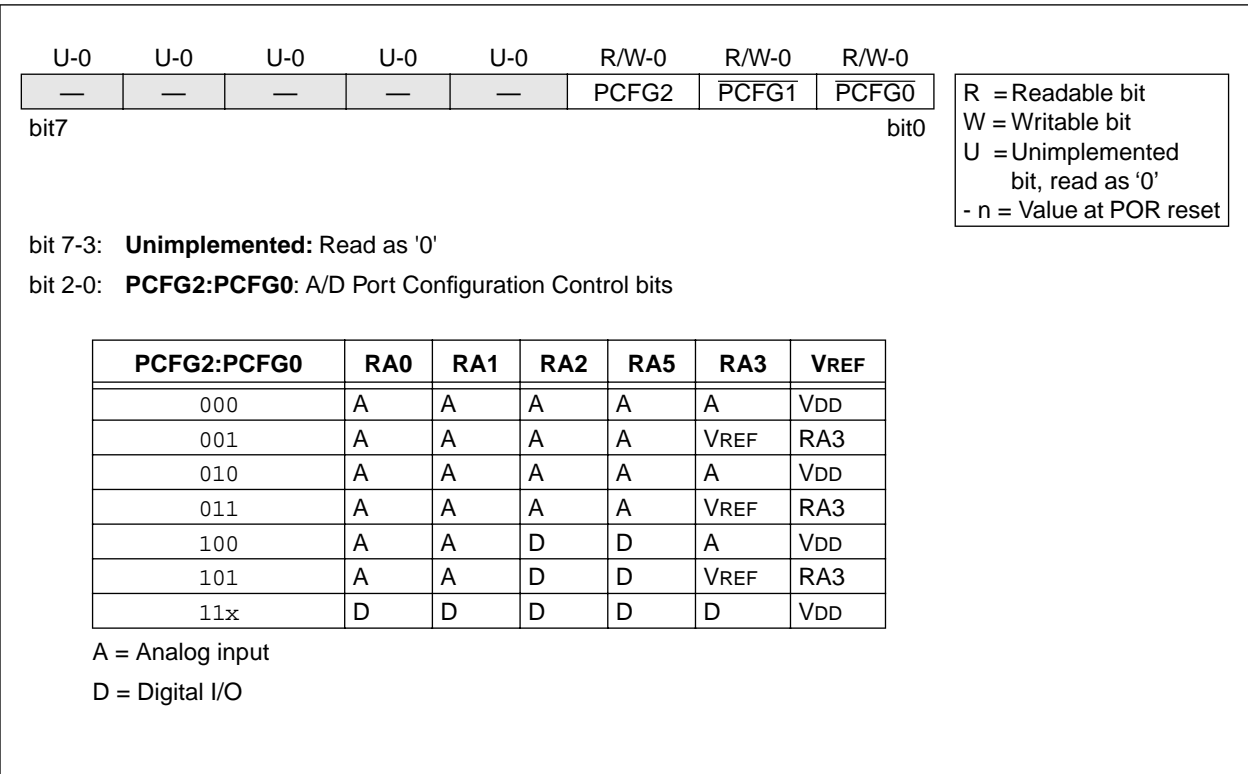 U-0 U-0 U-0 U-0 U-0 R/W-0 R/W-0 R/W-0
— — — — — PCFG2 PCFG1 PCFG0
bit7 bit0
R = Readable bit
W = Writable bit
U = Unimplemented
bit, read as ‘0’
- n = Value at POR reset
bit 7-3: Unimplemented: Read as '0'
bit 2-0: PCFG2:PCFG0: A/D Port Configuration Control bits
PCFG2:PCFG0 RA0 RA1 RA2 RA5 RA3 VREF
000 A A A A A VDD
001 A A A A VREF RA3
010 A A A A A VDD
011 A A A A VREF RA3
100 A A D D A VDD
101 A A D D VREF RA3
11x D D D D D VDD
A = Analog input
D = Digital I/O